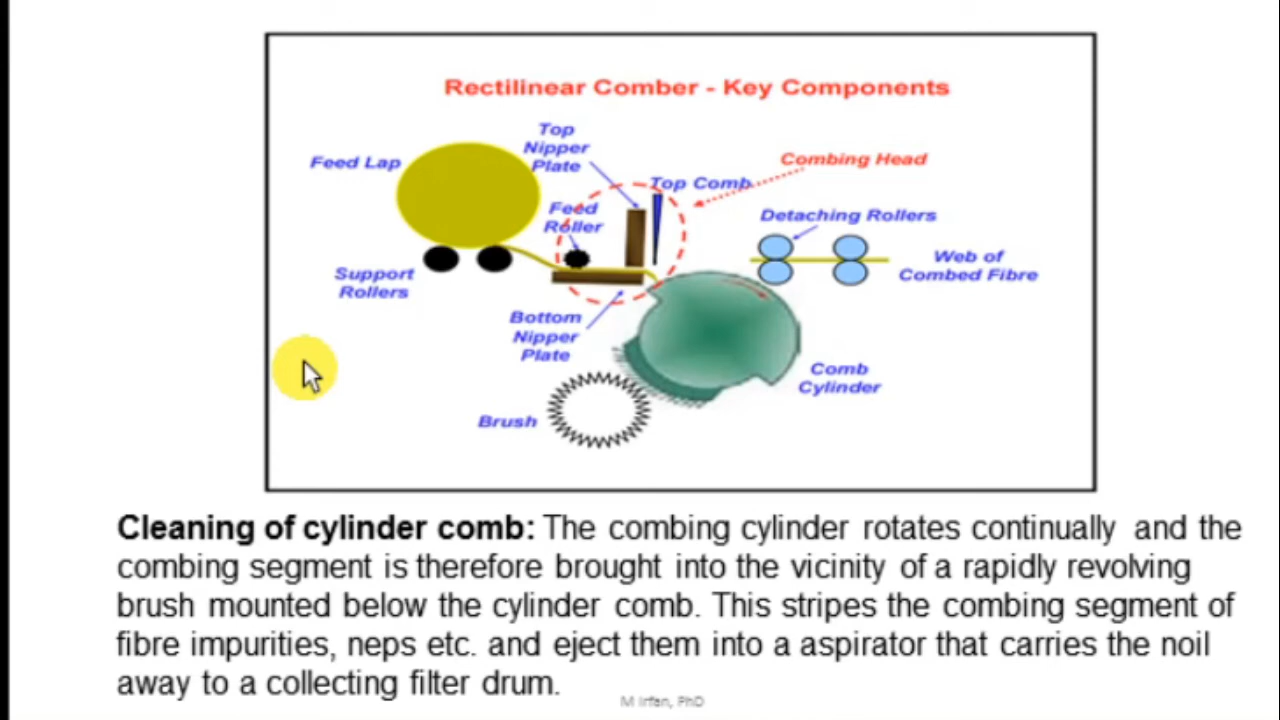 Rectilinear Comber - Key Components
Top
Nipper
Plate
Feed Lap
Combing Head
Top Comb
Feed
Roller
Detaching Rollers
Web of
Combed Fibre
Support
Rollers
Bottom
Nipper
Plate
Comb
Cylinder
Brush
Cleaning of cylinder comb: The combing cylinder rotates continually and the
combing segment is therefore brought into the vicinity of a rapidly revolving
brush mounted below the cylinder comb. This stripes the combing segment of
fibre impurities, neps etc. and eject them into a aspirator that carries the noil
away to a collecting filter drum.
M Irfan, PhD